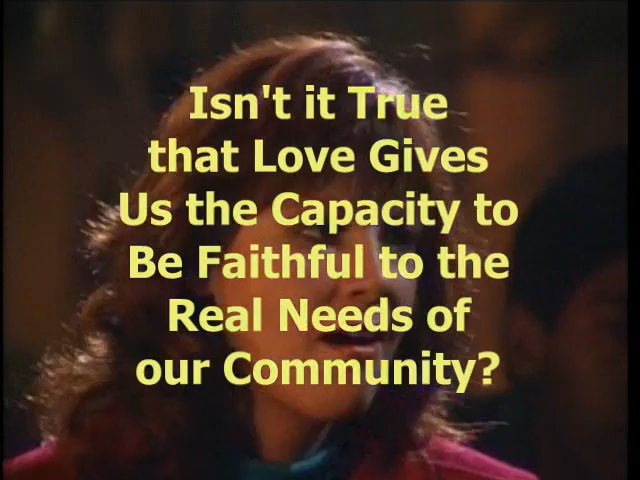 Isn't it True
that Love Gives
Us the Capacity to
Be Faithful to the
Real Needs of
our Community?